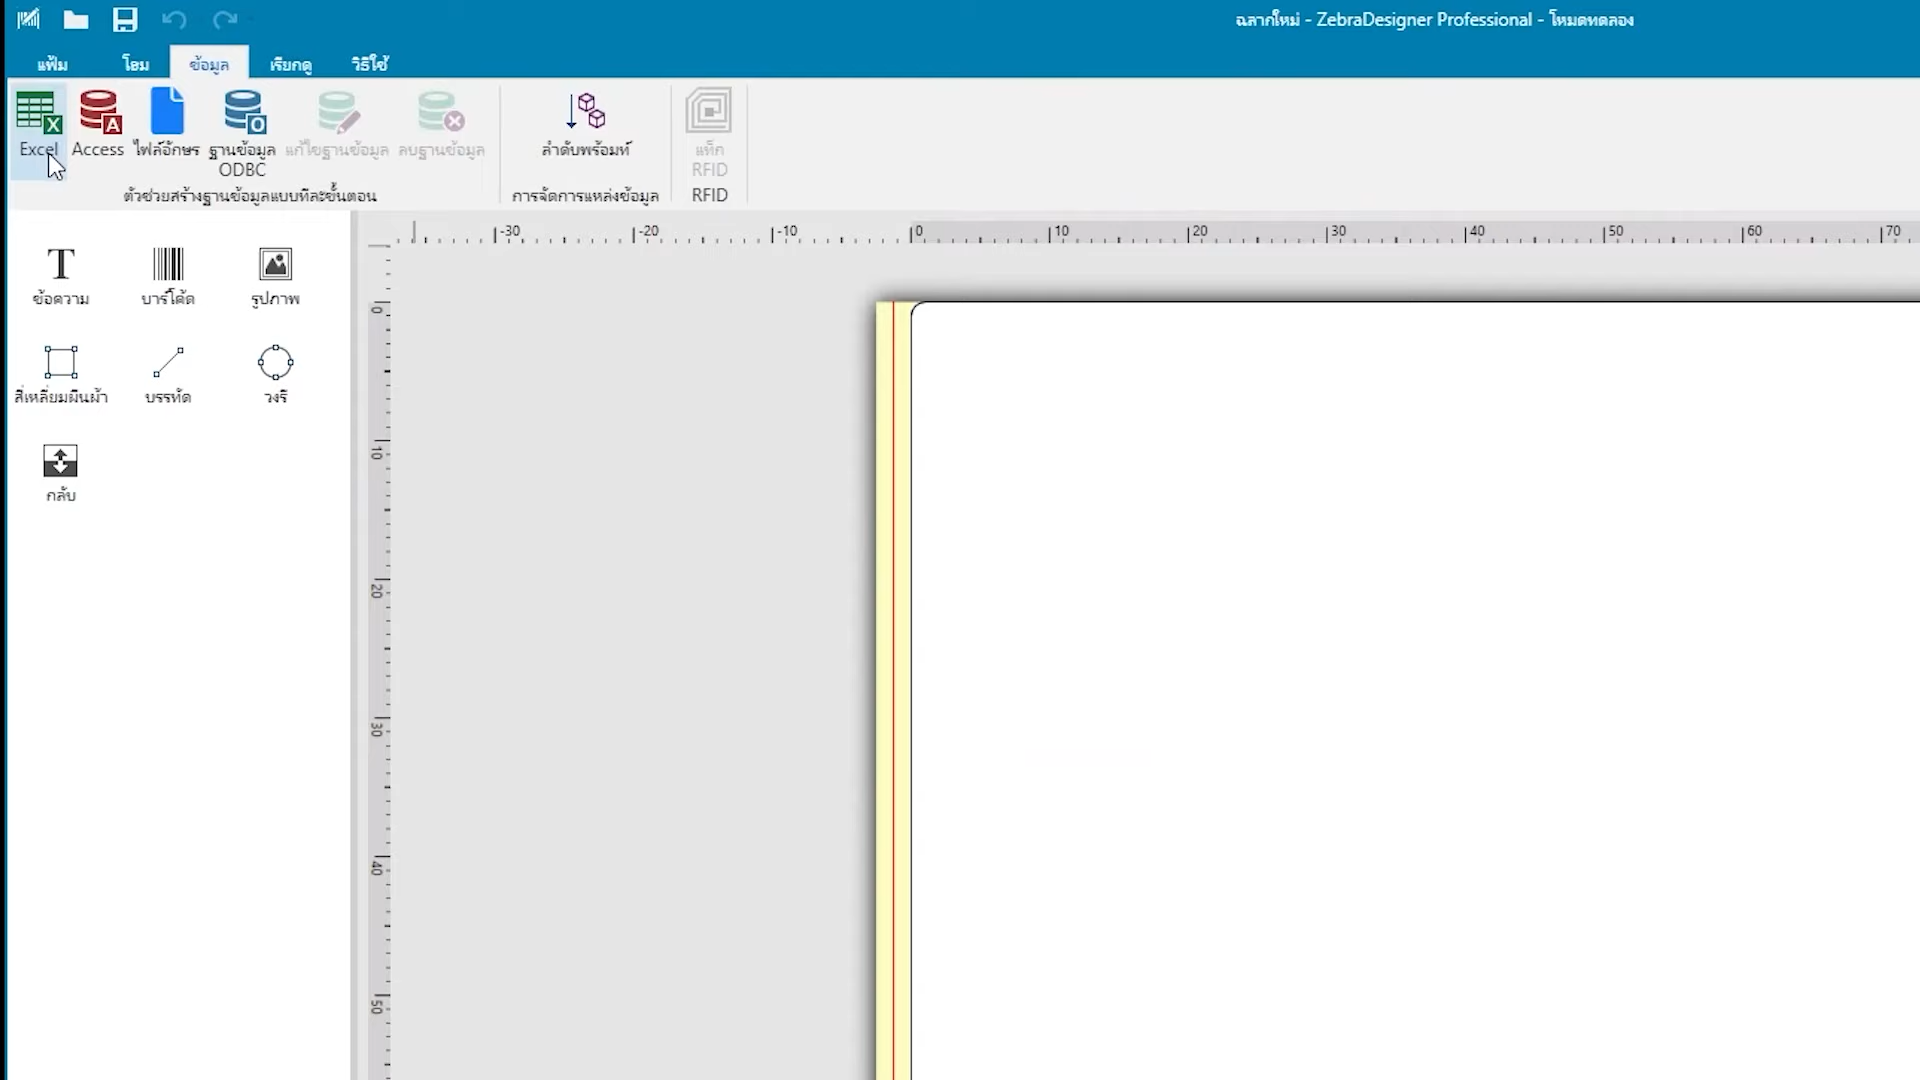 ฉลากใหม่ - ZebraDesigner Professional - โหมดทดลอง
แฟ้ม โฮม ข้อมูล เรียกดู วิธีใช้
Excel Access ไฟล์อักษร ฐานข้อมูล ODBC แก้ไขฐานข้อมูล ลบฐานข้อมูล ลำดับพร้อมท์ แท็ก RFID
ตัวช่วยสร้างฐานข้อมูลแบบทีละขั้นตอน การจัดการแหล่งข้อมูล RFID
-30 -20 -10 0 10 20 30 40 50 60 70
ข้อความ บาร์โค้ด รูปภาพ
สี่เหลี่ยมผืนผ้า บรรทัด วงรี
กลับ
0
10
20
30
40
50